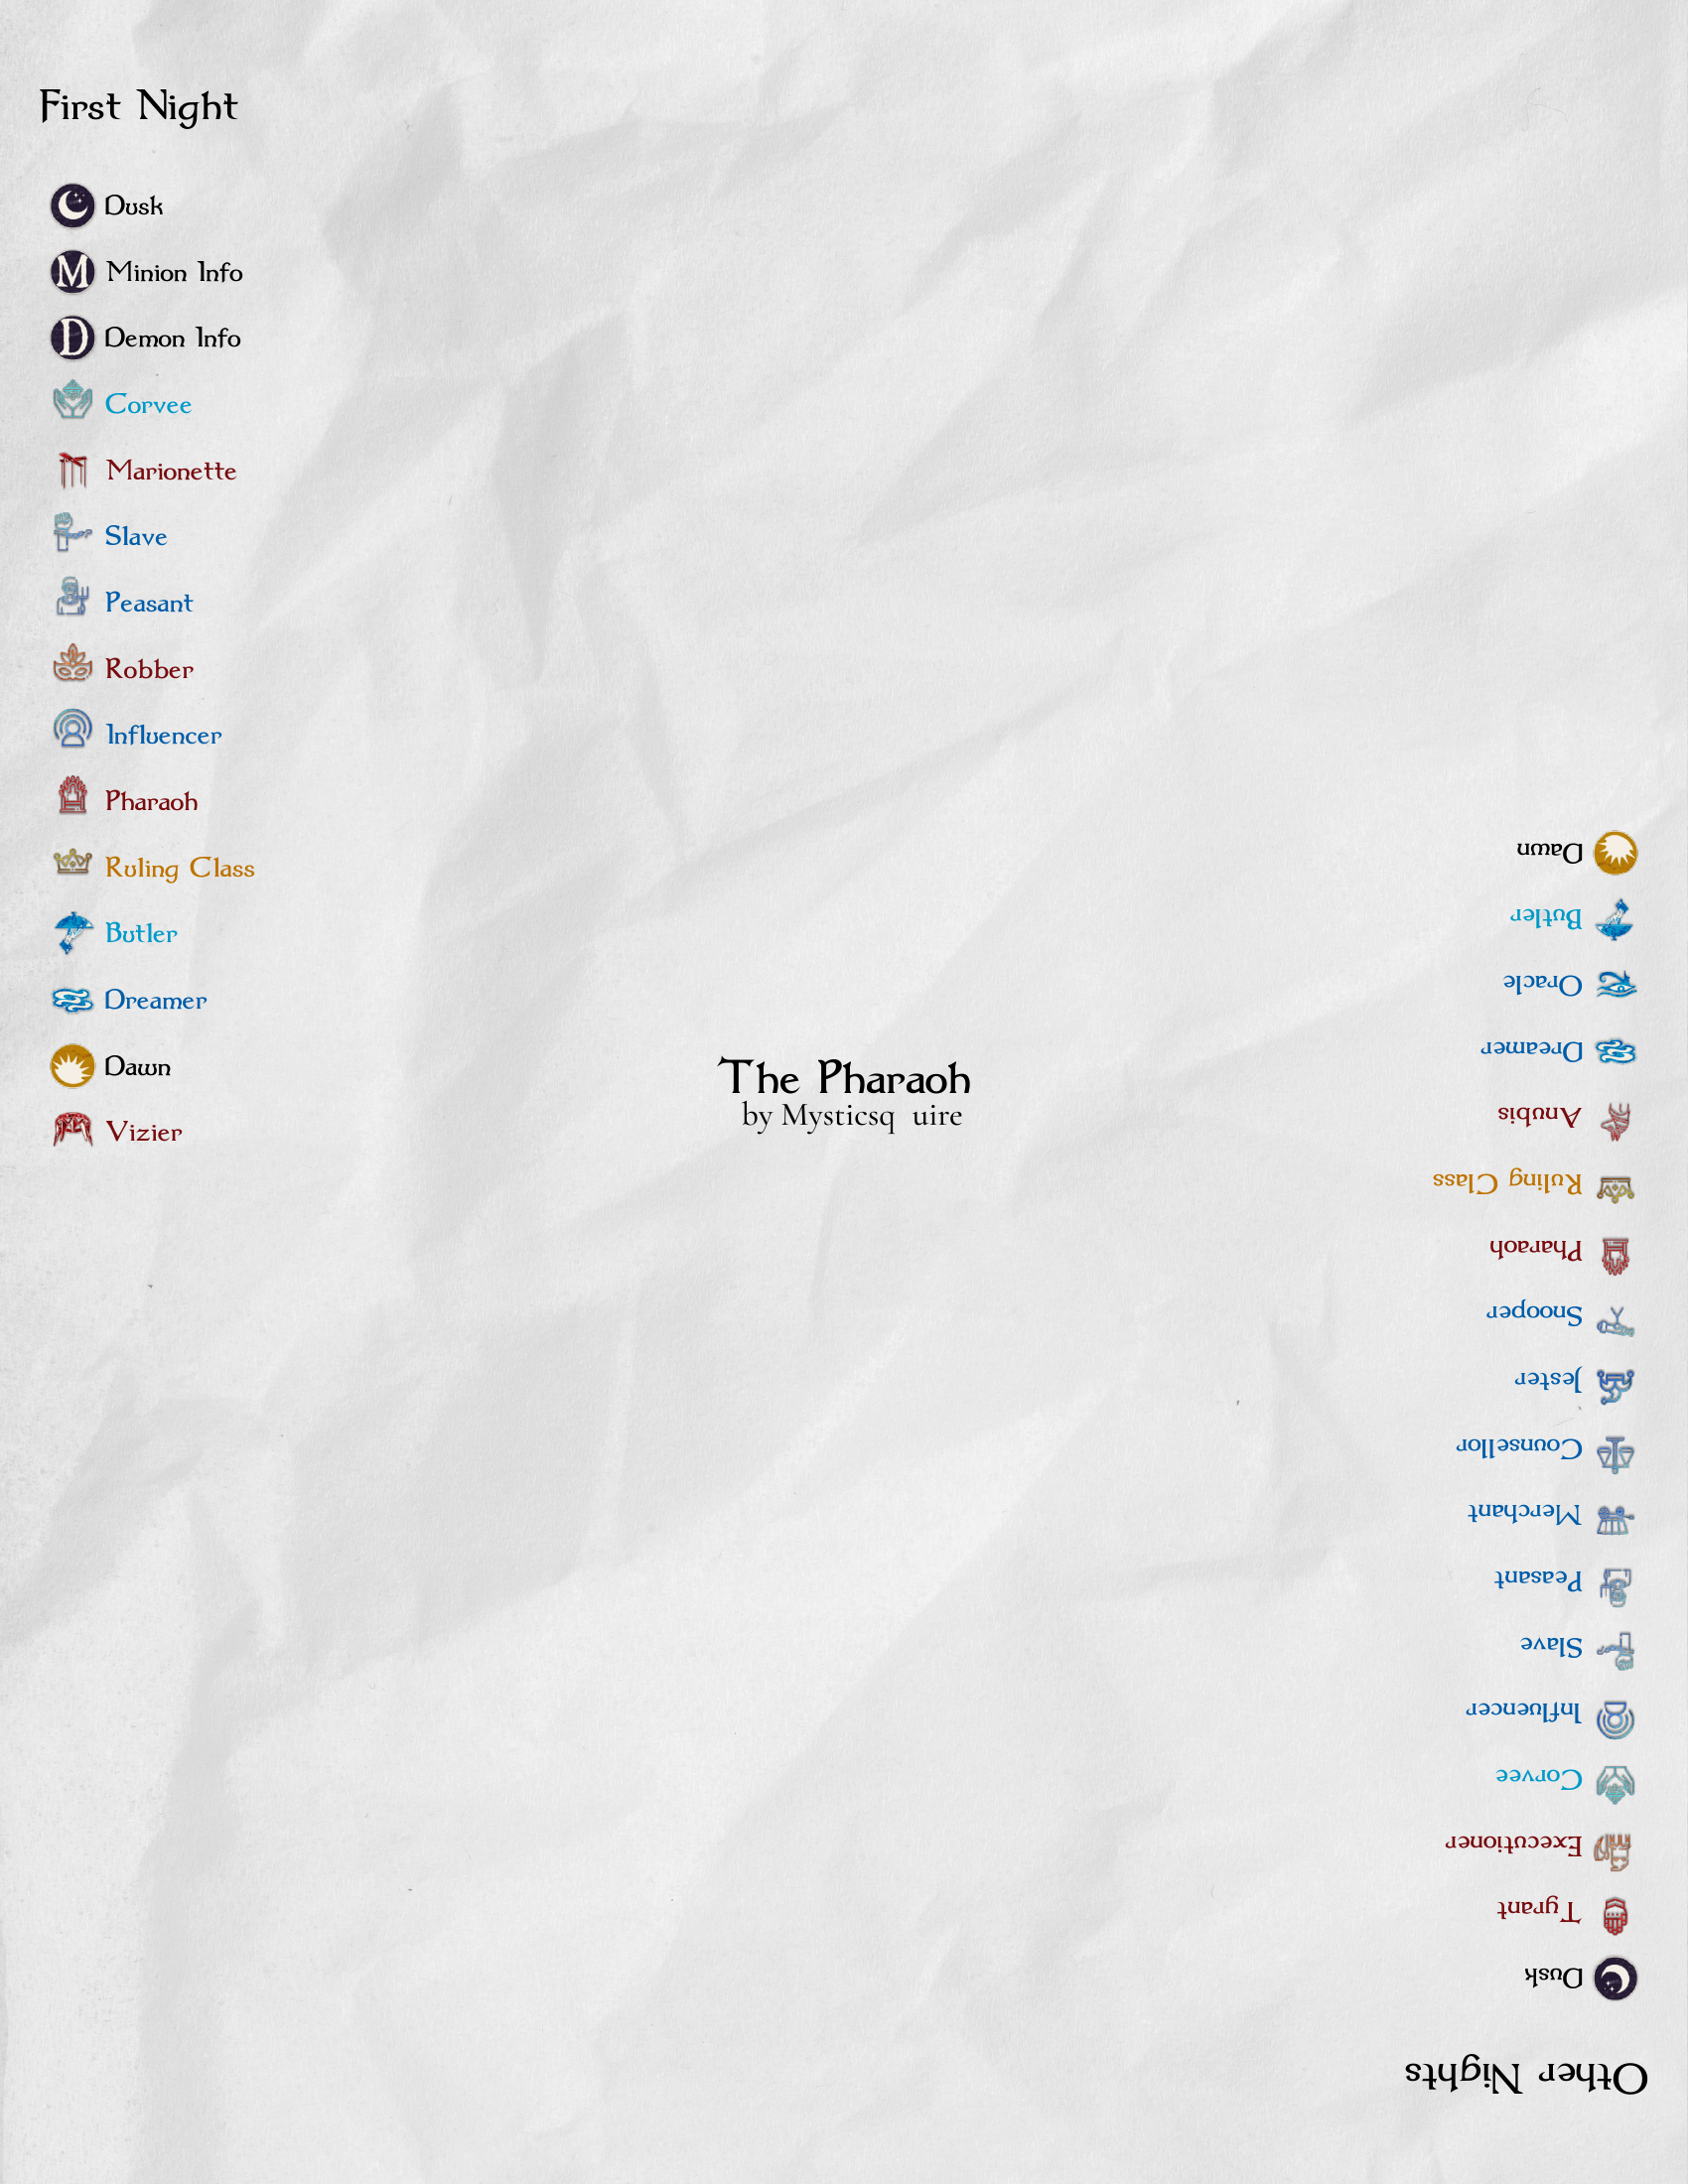 First Night
Dusk
M Minion Info
D Demon Info
Corvee
Marionette
Slave
Peasant
Robber
Influencer
Pharaoh
Ruling Class
Butler
Dreamer
Dawn
Vizier
The Pharaoh
by Mysticsq uire
Other Nights
Dusk
Tyrant
Executioner
Corvee
Influencer
Slave
Peasant
Merchant
Counsellor
Jester
Snooper
Pharaoh
Ruling Class
Anubis
Dreamer
Oracle
Butler
Dawn